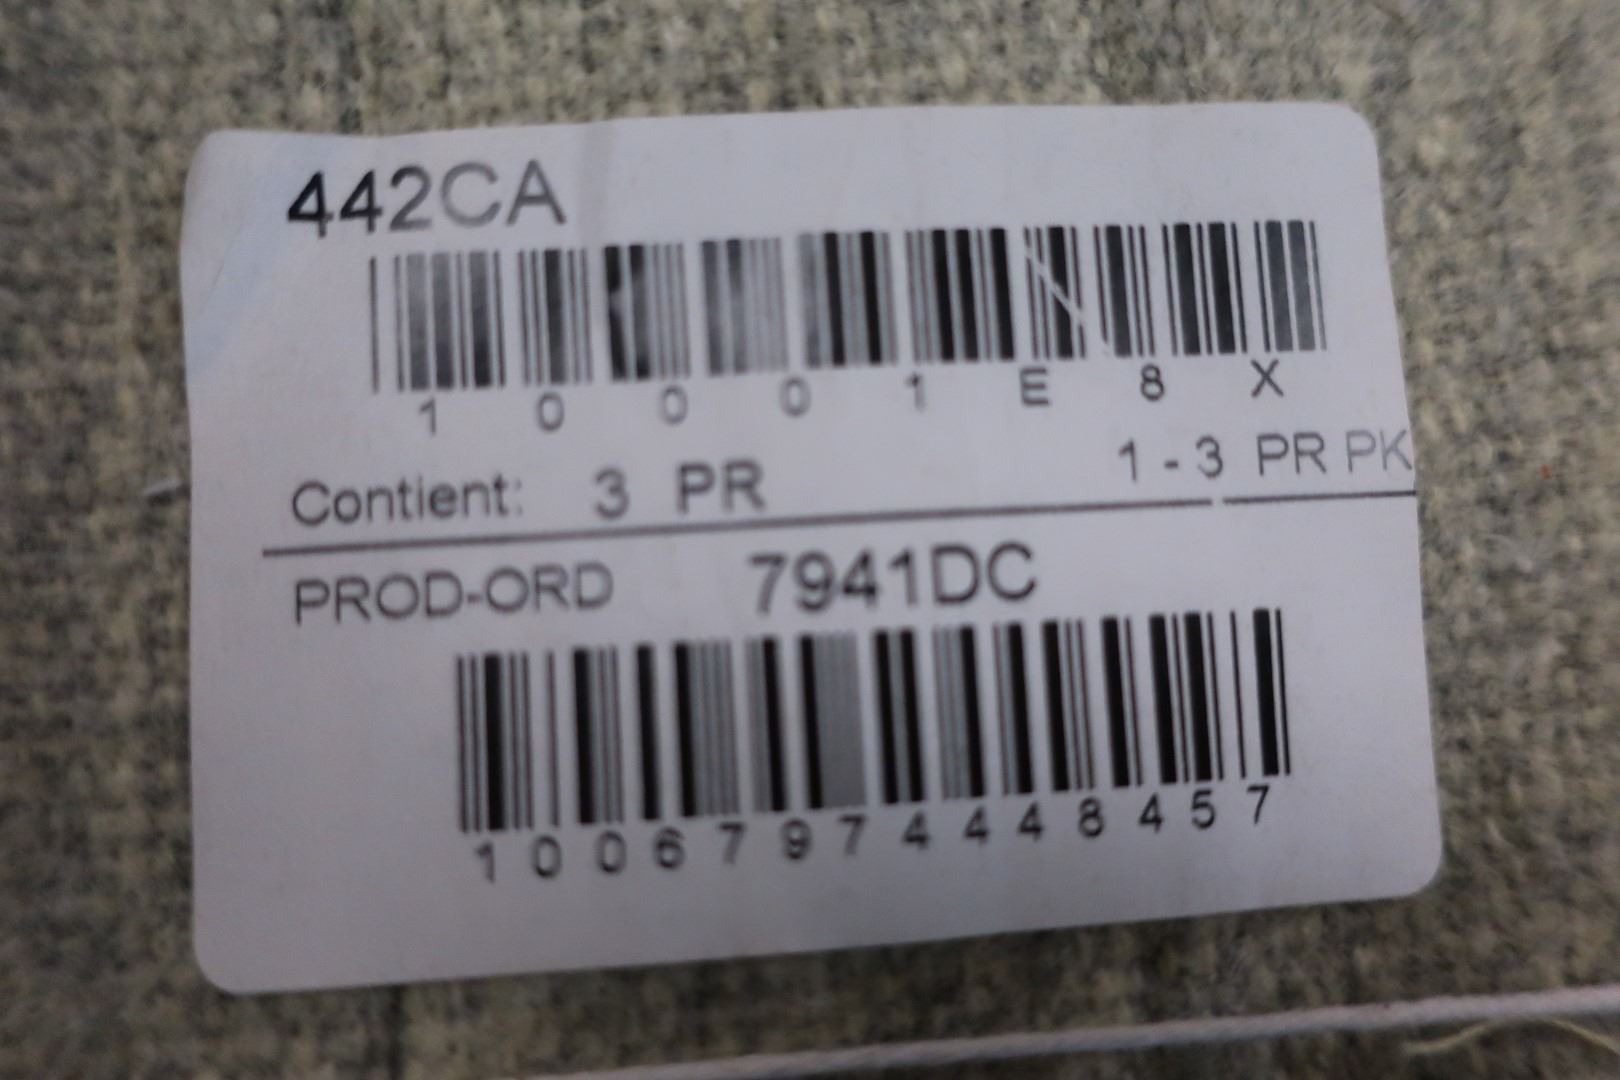 442CA
1 0 0 0 1 E 8 X
Contient: 3 PR 1 - 3 PR PK
PROD-ORD 7941DC
1 0 0 6 7 9 7 4 4 4 8 4 5 7